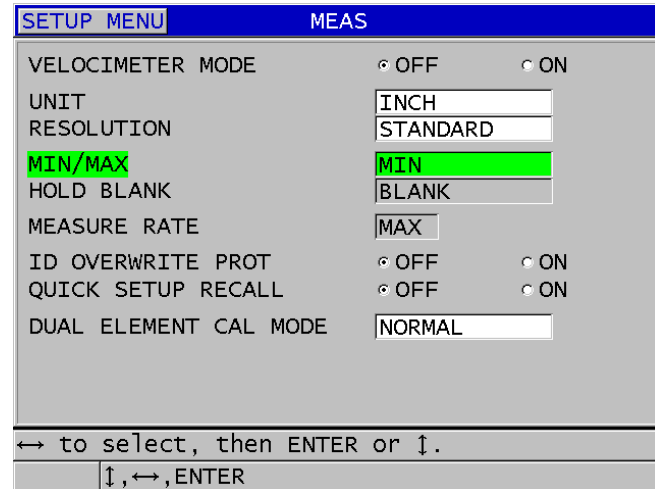 SETUP MENU MEAS
VELOCIMETER MODE OFF ON
UNIT INCH
RESOLUTION STANDARD
MIN/MAX MIN
HOLD BLANK BLANK
MEASURE RATE MAX
ID OVERWRITE PROT OFF ON
QUICK SETUP RECALL OFF ON
DUAL ELEMENT CAL MODE NORMAL
↔ to select, then ENTER or ↕.
↕,↔,ENTER